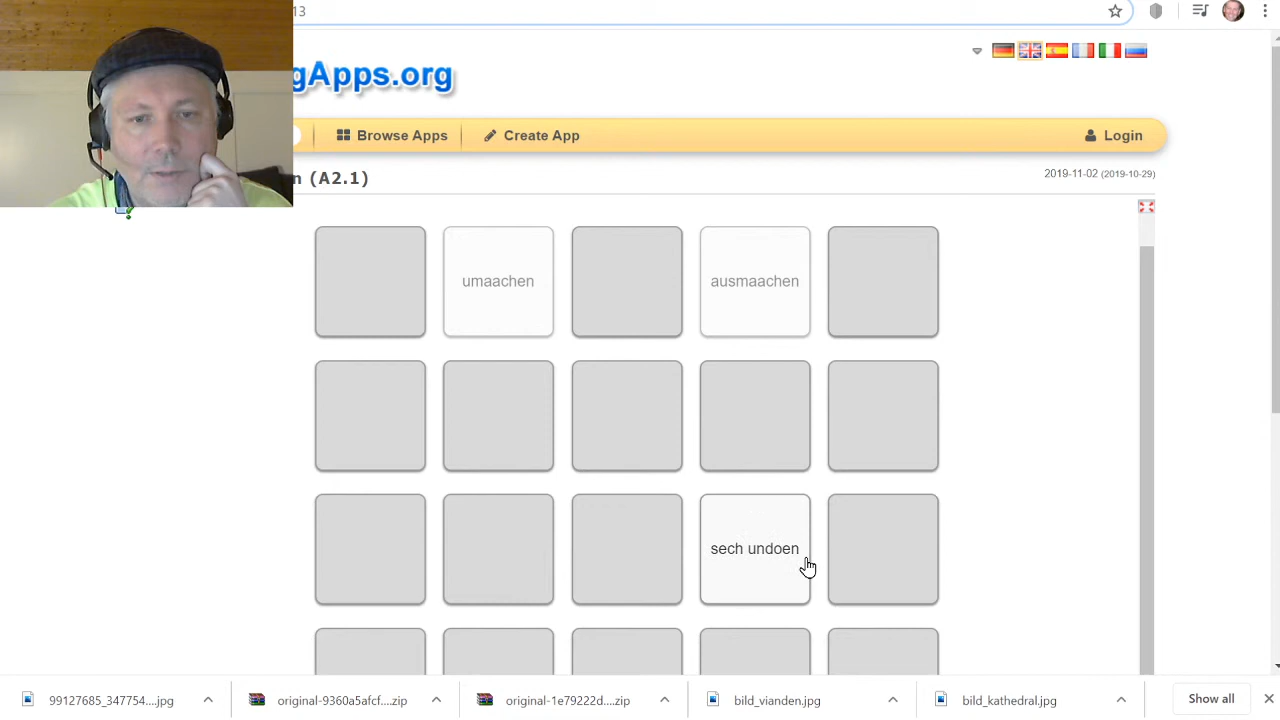 13
gApps.org
Browse Apps
Create App
Login
n (A2.1)
2019-11-02 (2019-10-29)
umaachen
ausmaachen
sech undoen
99127685_347754....jpg
original-9360a5afcf....zip
original-1e79222d....zip
bild_vianden.jpg
bild_kathedral.jpg
Show all